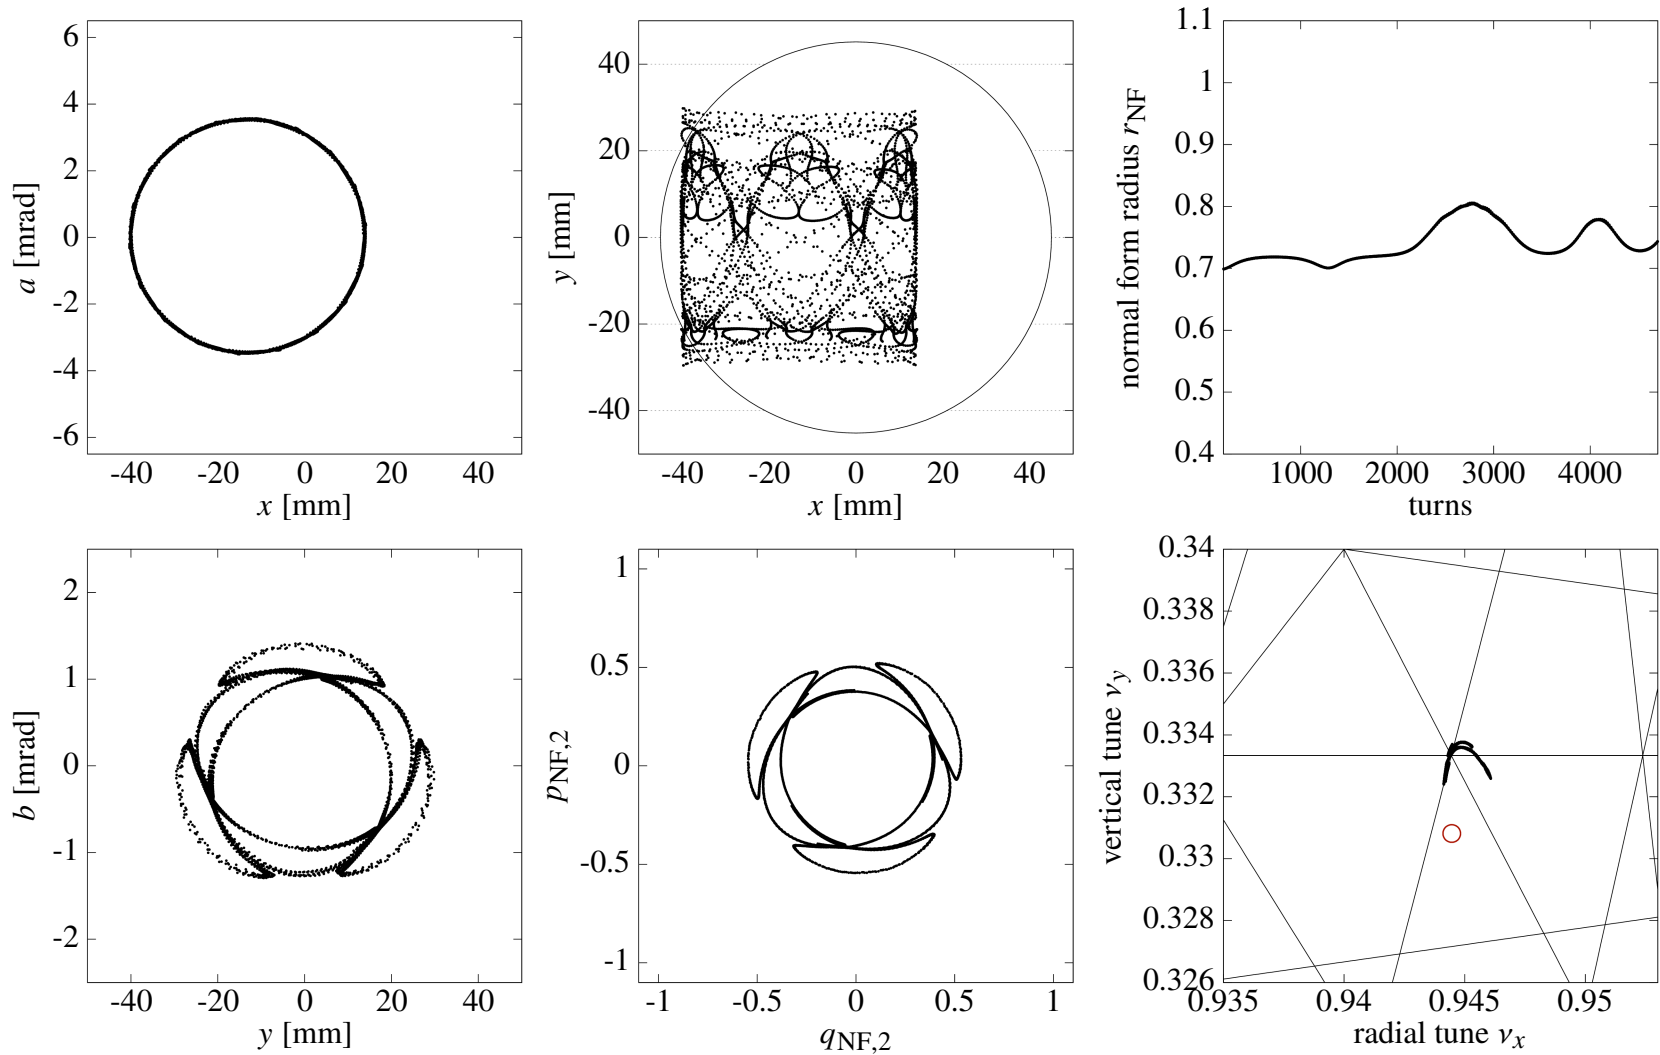 6
4
2
0
-2
-4
-6
a [mrad]
-40 -20 0 20 40
x [mm]
40
20
0
-20
-40
y [mm]
-40 -20 0 20 40
x [mm]
1.1
1
0.9
0.8
0.7
0.6
0.5
0.4
normal form radius rNF
1000 2000 3000 4000
turns
2
1
0
-1
-2
b [mrad]
-40 -20 0 20 40
y [mm]
1
0.5
0
-0.5
-1
pNF,2
-1 -0.5 0 0.5 1
qNF,2
0.34
0.338
0.336
0.334
0.332
0.33
0.328
0.326
vertical tune νy
0.935 0.94 0.945 0.95
radial tune νx